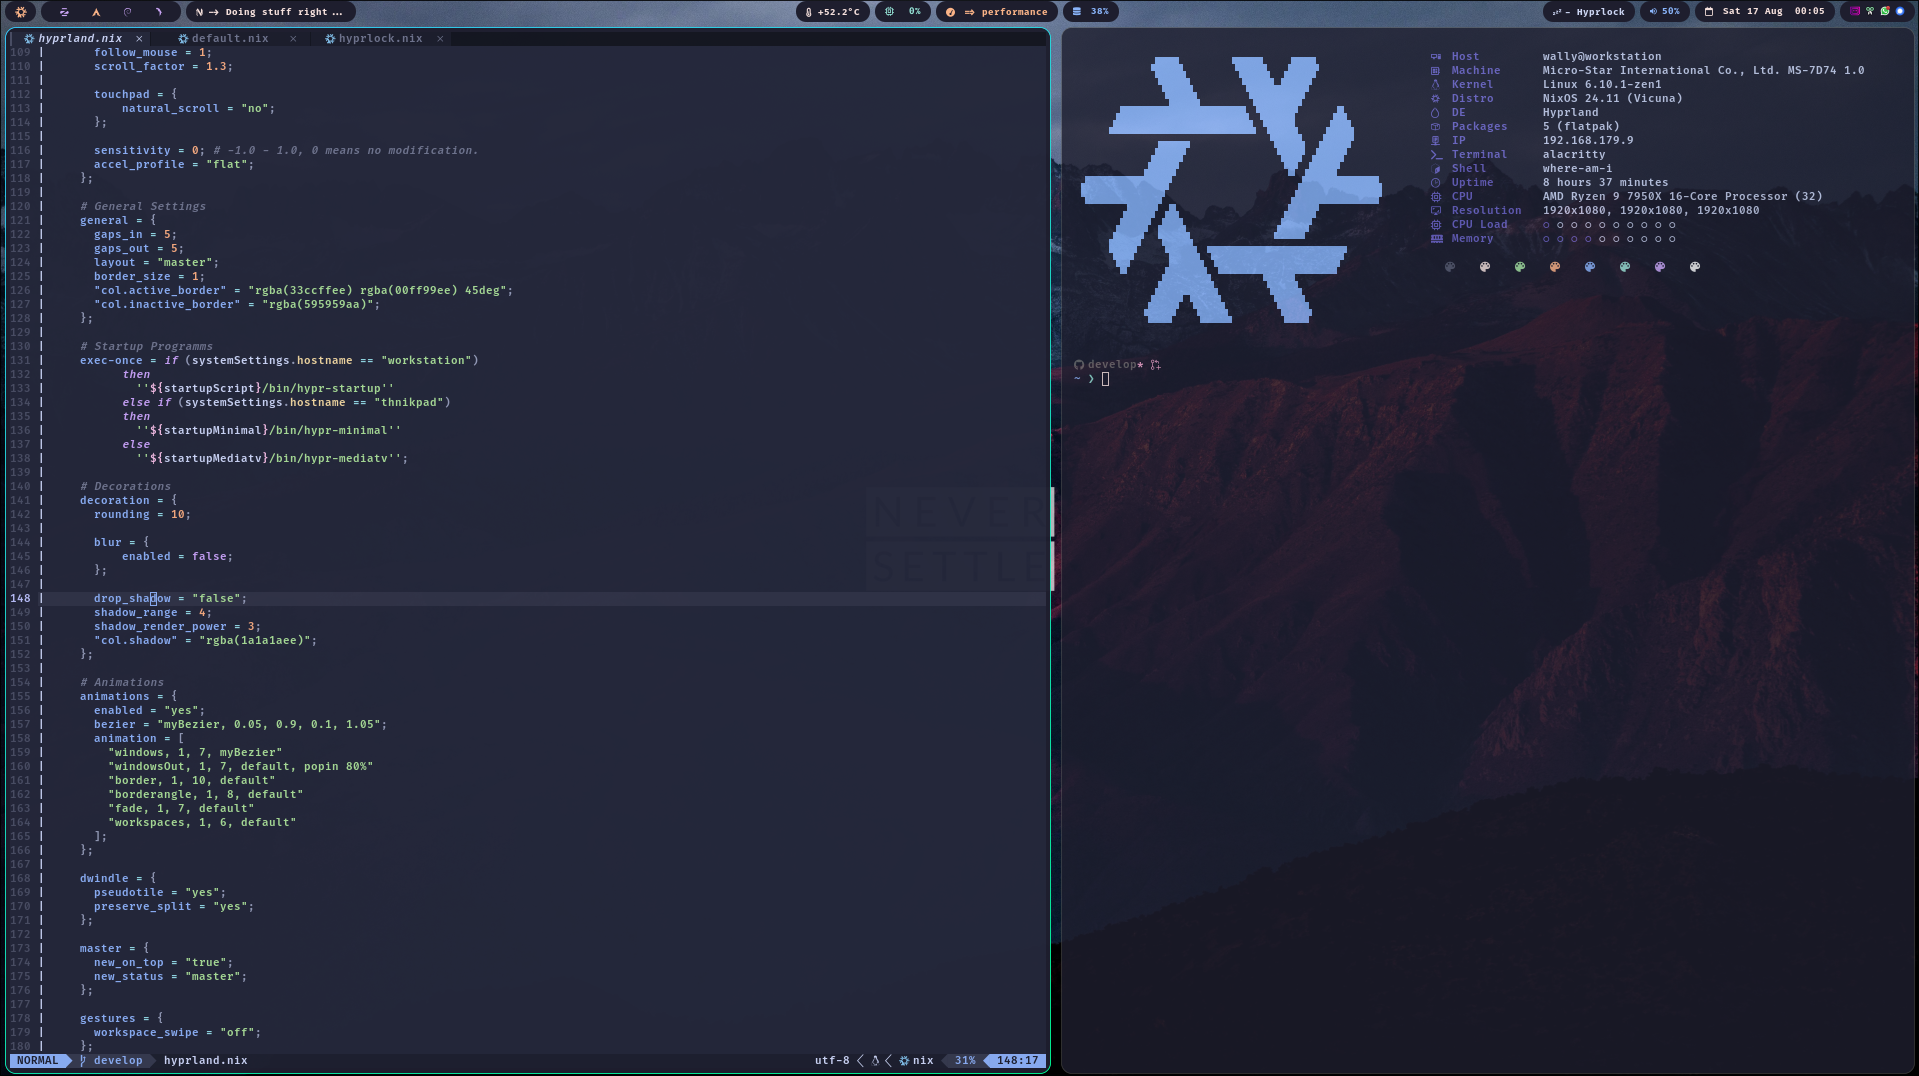 N → Doing stuff right ...
+52.2°C
0%
⇒ performance
38%
- Hyprlock
50%
Sat 17 Aug 00:05
hyprland.nix ×
default.nix ×
hyprlock.nix ×
109 follow_mouse = 1;
110 scroll_factor = 1.3;
111
112 touchpad = {
113 natural_scroll = "no";
114 };
115
116 sensitivity = 0; # -1.0 - 1.0, 0 means no modification.
117 accel_profile = "flat";
118 };
119
120 # General Settings
121 general = {
122 gaps_in = 5;
123 gaps_out = 5;
124 layout = "master";
125 border_size = 1;
126 "col.active_border" = "rgba(33ccffee) rgba(00ff99ee) 45deg";
127 "col.inactive_border" = "rgba(595959aa)";
128 };
129
130 # Startup Programms
131 exec-once = if (systemSettings.hostname == "workstation")
132 then
133 ''${startupScript}/bin/hypr-startup''
134 else if (systemSettings.hostname == "thnikpad")
135 then
136 ''${startupMinimal}/bin/hypr-minimal''
137 else
138 ''${startupMediatv}/bin/hypr-mediatv'';
139
140 # Decorations
141 decoration = {
142 rounding = 10;
143
144 blur = {
145 enabled = false;
146 };
147
148 drop_shadow = "false";
149 shadow_range = 4;
150 shadow_render_power = 3;
151 "col.shadow" = "rgba(1a1a1aee)";
152 };
153
154 # Animations
155 animations = {
156 enabled = "yes";
157 bezier = "myBezier, 0.05, 0.9, 0.1, 1.05";
158 animation = [
159 "windows, 1, 7, myBezier"
160 "windowsOut, 1, 7, default, popin 80%"
161 "border, 1, 10, default"
162 "borderangle, 1, 8, default"
163 "fade, 1, 7, default"
164 "workspaces, 1, 6, default"
165 ];
166 };
167
168 dwindle = {
169 pseudotile = "yes";
170 preserve_split = "yes";
171 };
172
173 master = {
174 new_on_top = "true";
175 new_status = "master";
176 };
177
178 gestures = {
179 workspace_swipe = "off";
180 };
NEVER
SETTLE
NORMAL develop hyprland.nix
utf-8 nix 31% 148:17
Host wally@workstation
Machine Micro-Star International Co., Ltd. MS-7D74 1.0
Kernel Linux 6.10.1-zen1
Distro NixOS 24.11 (Vicuna)
DE Hyprland
Packages 5 (flatpak)
IP 192.168.179.9
Terminal alacritty
Shell where-am-i
Uptime 8 hours 37 minutes
CPU AMD Ryzen 9 7950X 16-Core Processor (32)
Resolution 1920x1080, 1920x1080, 1920x1080
CPU Load
Memory
develop*
~ ❯